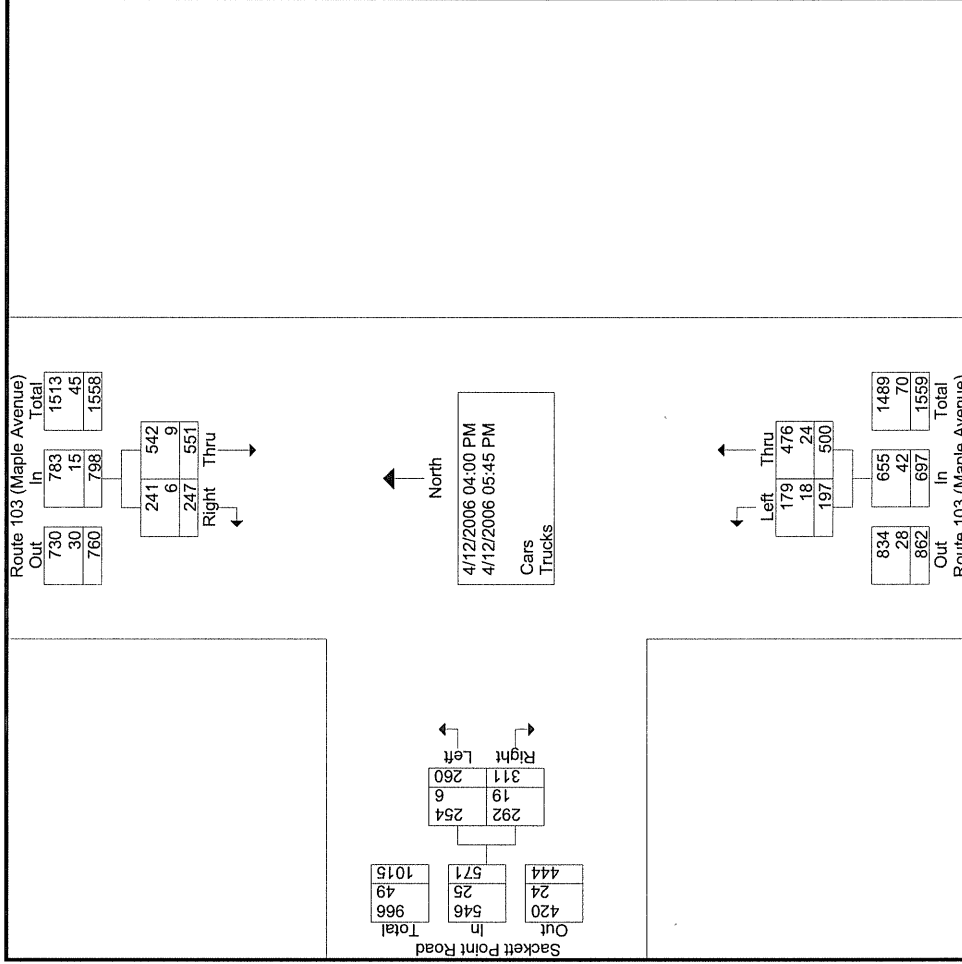 Route 103 (Maple Avenue)
Out In Total
730 783 1513
30 15 45
760 798 1558
241 542
6 9
247 551
Right Thru
North
4/12/2006 04:00 PM
4/12/2006 05:45 PM
Cars
Trucks
Sackett Point Road
Total
966 49 1015
In
546 25 571
Out
420 24 444
254 6 260
Left
292 19 311
Right
Left Thru
179 476
18 24
197 500
834 655 1489
28 42 70
862 697 1559
Out In Total
Route 103 (Maple Avenue)